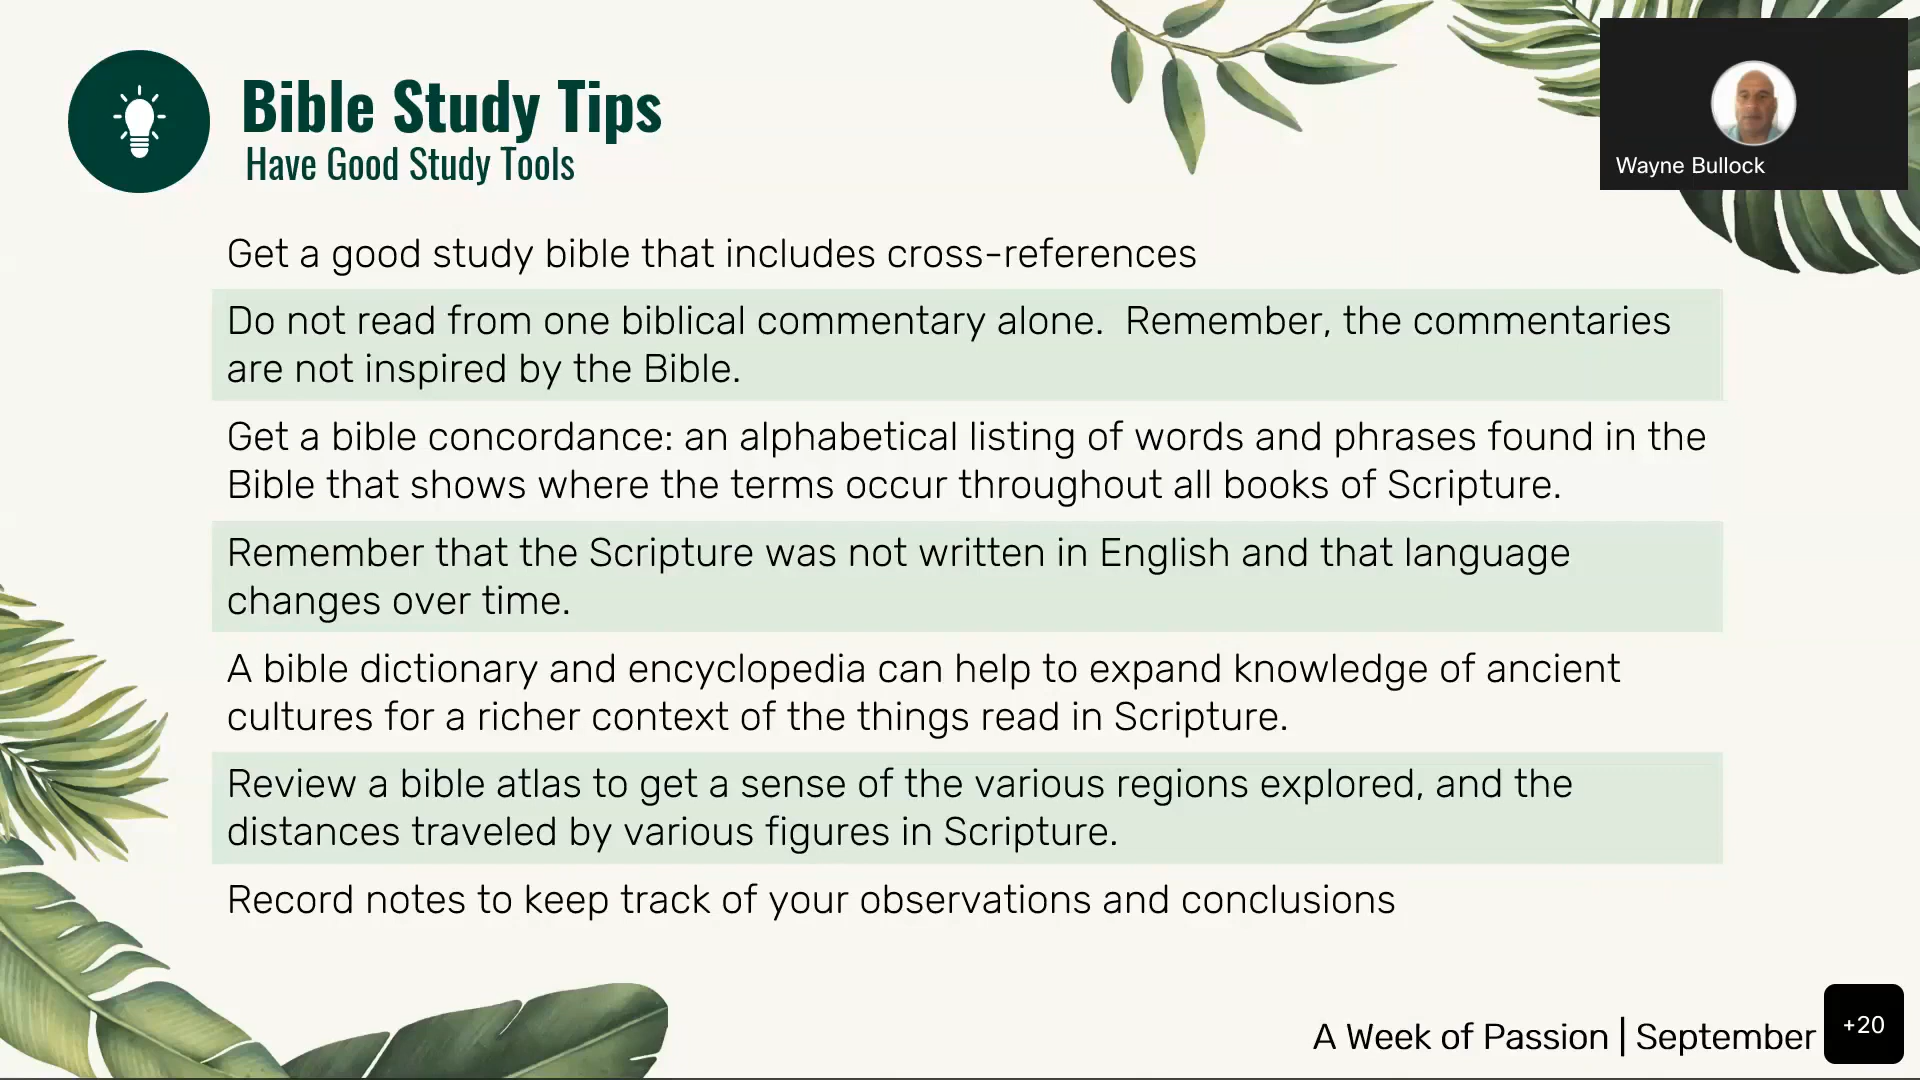 Bible Study Tips
Have Good Study Tools
Wayne Bullock
Get a good study bible that includes cross-references
Do not read from one biblical commentary alone.  Remember, the commentaries
are not inspired by the Bible.
Get a bible concordance: an alphabetical listing of words and phrases found in the
Bible that shows where the terms occur throughout all books of Scripture.
Remember that the Scripture was not written in English and that language
changes over time.
A bible dictionary and encyclopedia can help to expand knowledge of ancient
cultures for a richer context of the things read in Scripture.
Review a bible atlas to get a sense of the various regions explored, and the
distances traveled by various figures in Scripture.
Record notes to keep track of your observations and conclusions
A Week of Passion | September
+20